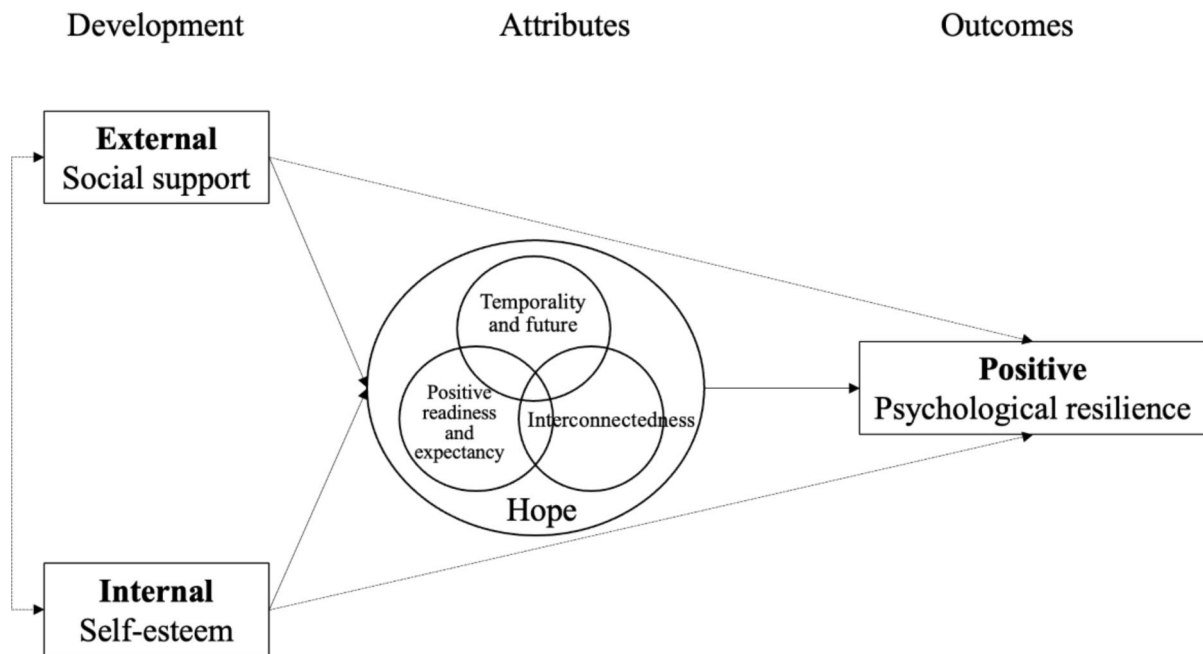 Development
Attributes
Outcomes
External
Social support
Temporality
and future
Positive
readiness
and
expectancy
Interconnectedness
Hope
Positive
Psychological resilience
Internal
Self-esteem